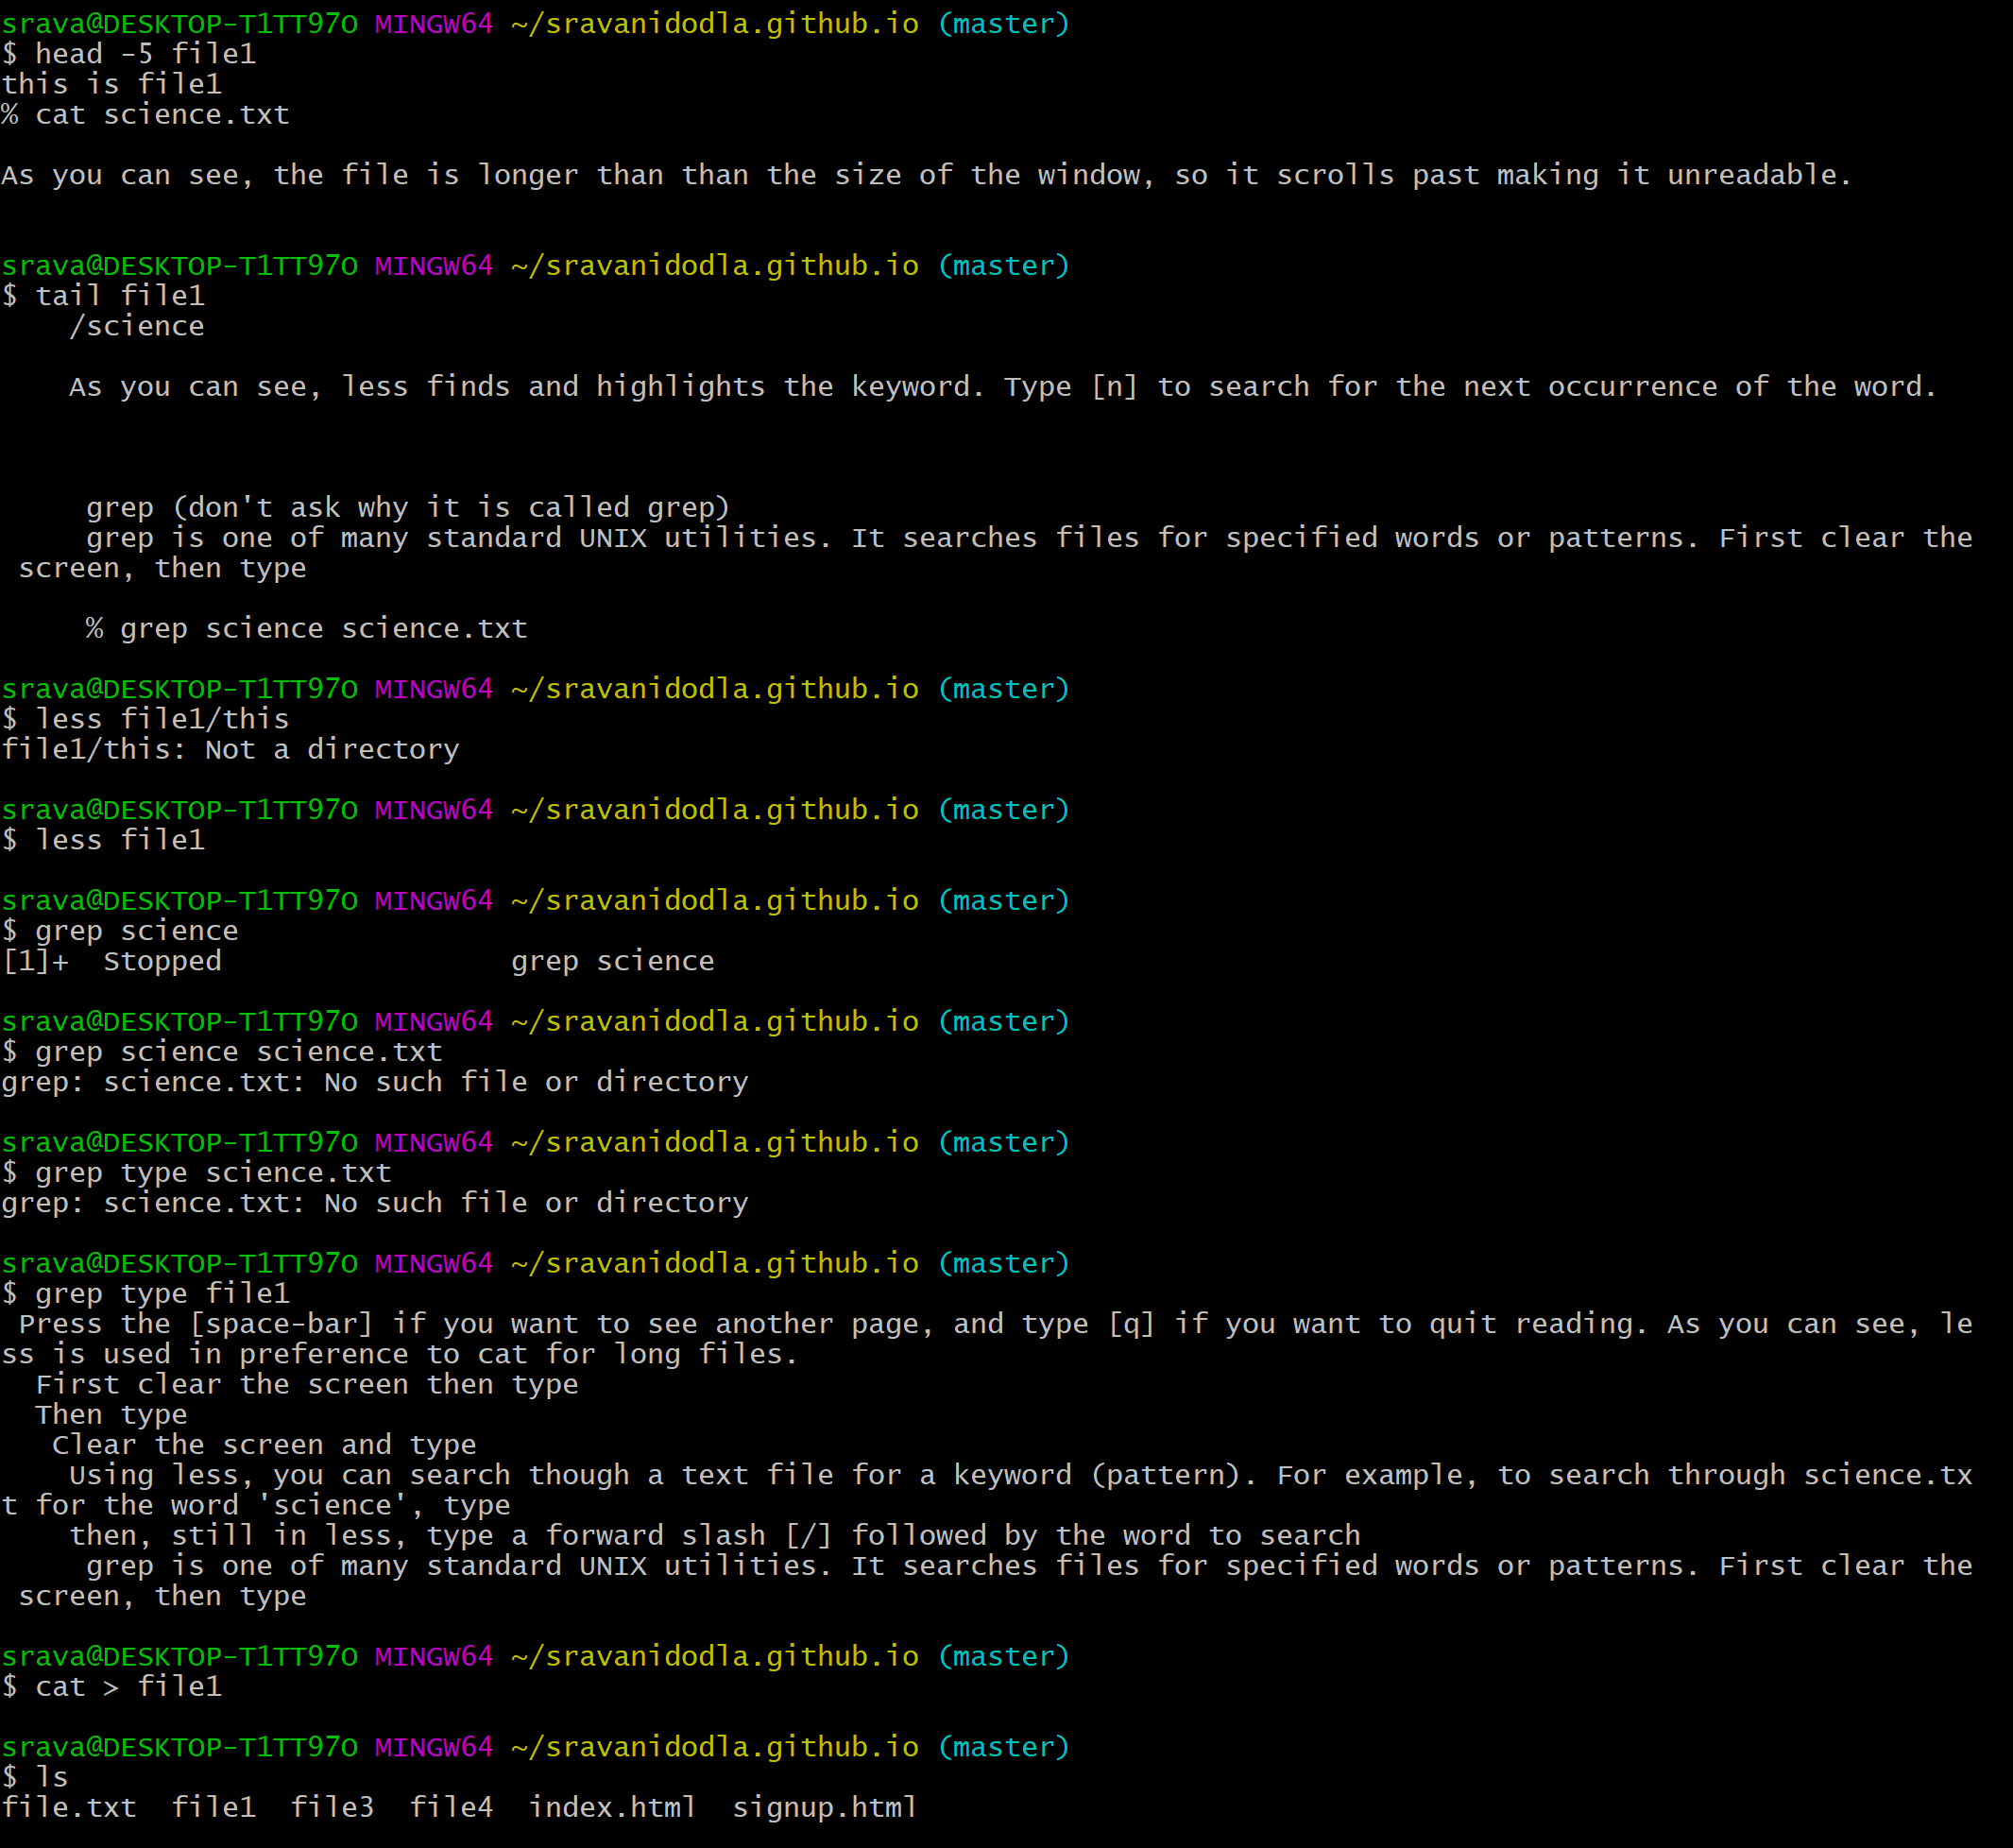 srava@DESKTOP-T1TT97O MINGW64 ~/sravanidodla.github.io (master)
$ head -5 file1
this is file1
% cat science.txt

As you can see, the file is longer than than the size of the window, so it scrolls past making it unreadable.


srava@DESKTOP-T1TT97O MINGW64 ~/sravanidodla.github.io (master)
$ tail file1
    /science

    As you can see, less finds and highlights the keyword. Type [n] to search for the next occurrence of the word.



     grep (don't ask why it is called grep)
     grep is one of many standard UNIX utilities. It searches files for specified words or patterns. First clear the
 screen, then type

     % grep science science.txt

srava@DESKTOP-T1TT97O MINGW64 ~/sravanidodla.github.io (master)
$ less file1/this
file1/this: Not a directory

srava@DESKTOP-T1TT97O MINGW64 ~/sravanidodla.github.io (master)
$ less file1

srava@DESKTOP-T1TT97O MINGW64 ~/sravanidodla.github.io (master)
$ grep science
[1]+  Stopped                 grep science

srava@DESKTOP-T1TT97O MINGW64 ~/sravanidodla.github.io (master)
$ grep science science.txt
grep: science.txt: No such file or directory

srava@DESKTOP-T1TT97O MINGW64 ~/sravanidodla.github.io (master)
$ grep type science.txt
grep: science.txt: No such file or directory

srava@DESKTOP-T1TT97O MINGW64 ~/sravanidodla.github.io (master)
$ grep type file1
 Press the [space-bar] if you want to see another page, and type [q] if you want to quit reading. As you can see, le
ss is used in preference to cat for long files.
  First clear the screen then type
  Then type
   Clear the screen and type
    Using less, you can search though a text file for a keyword (pattern). For example, to search through science.tx
t for the word 'science', type
    then, still in less, type a forward slash [/] followed by the word to search
     grep is one of many standard UNIX utilities. It searches files for specified words or patterns. First clear the
 screen, then type

srava@DESKTOP-T1TT97O MINGW64 ~/sravanidodla.github.io (master)
$ cat > file1

srava@DESKTOP-T1TT97O MINGW64 ~/sravanidodla.github.io (master)
$ ls
file.txt  file1  file3  file4  index.html  signup.html